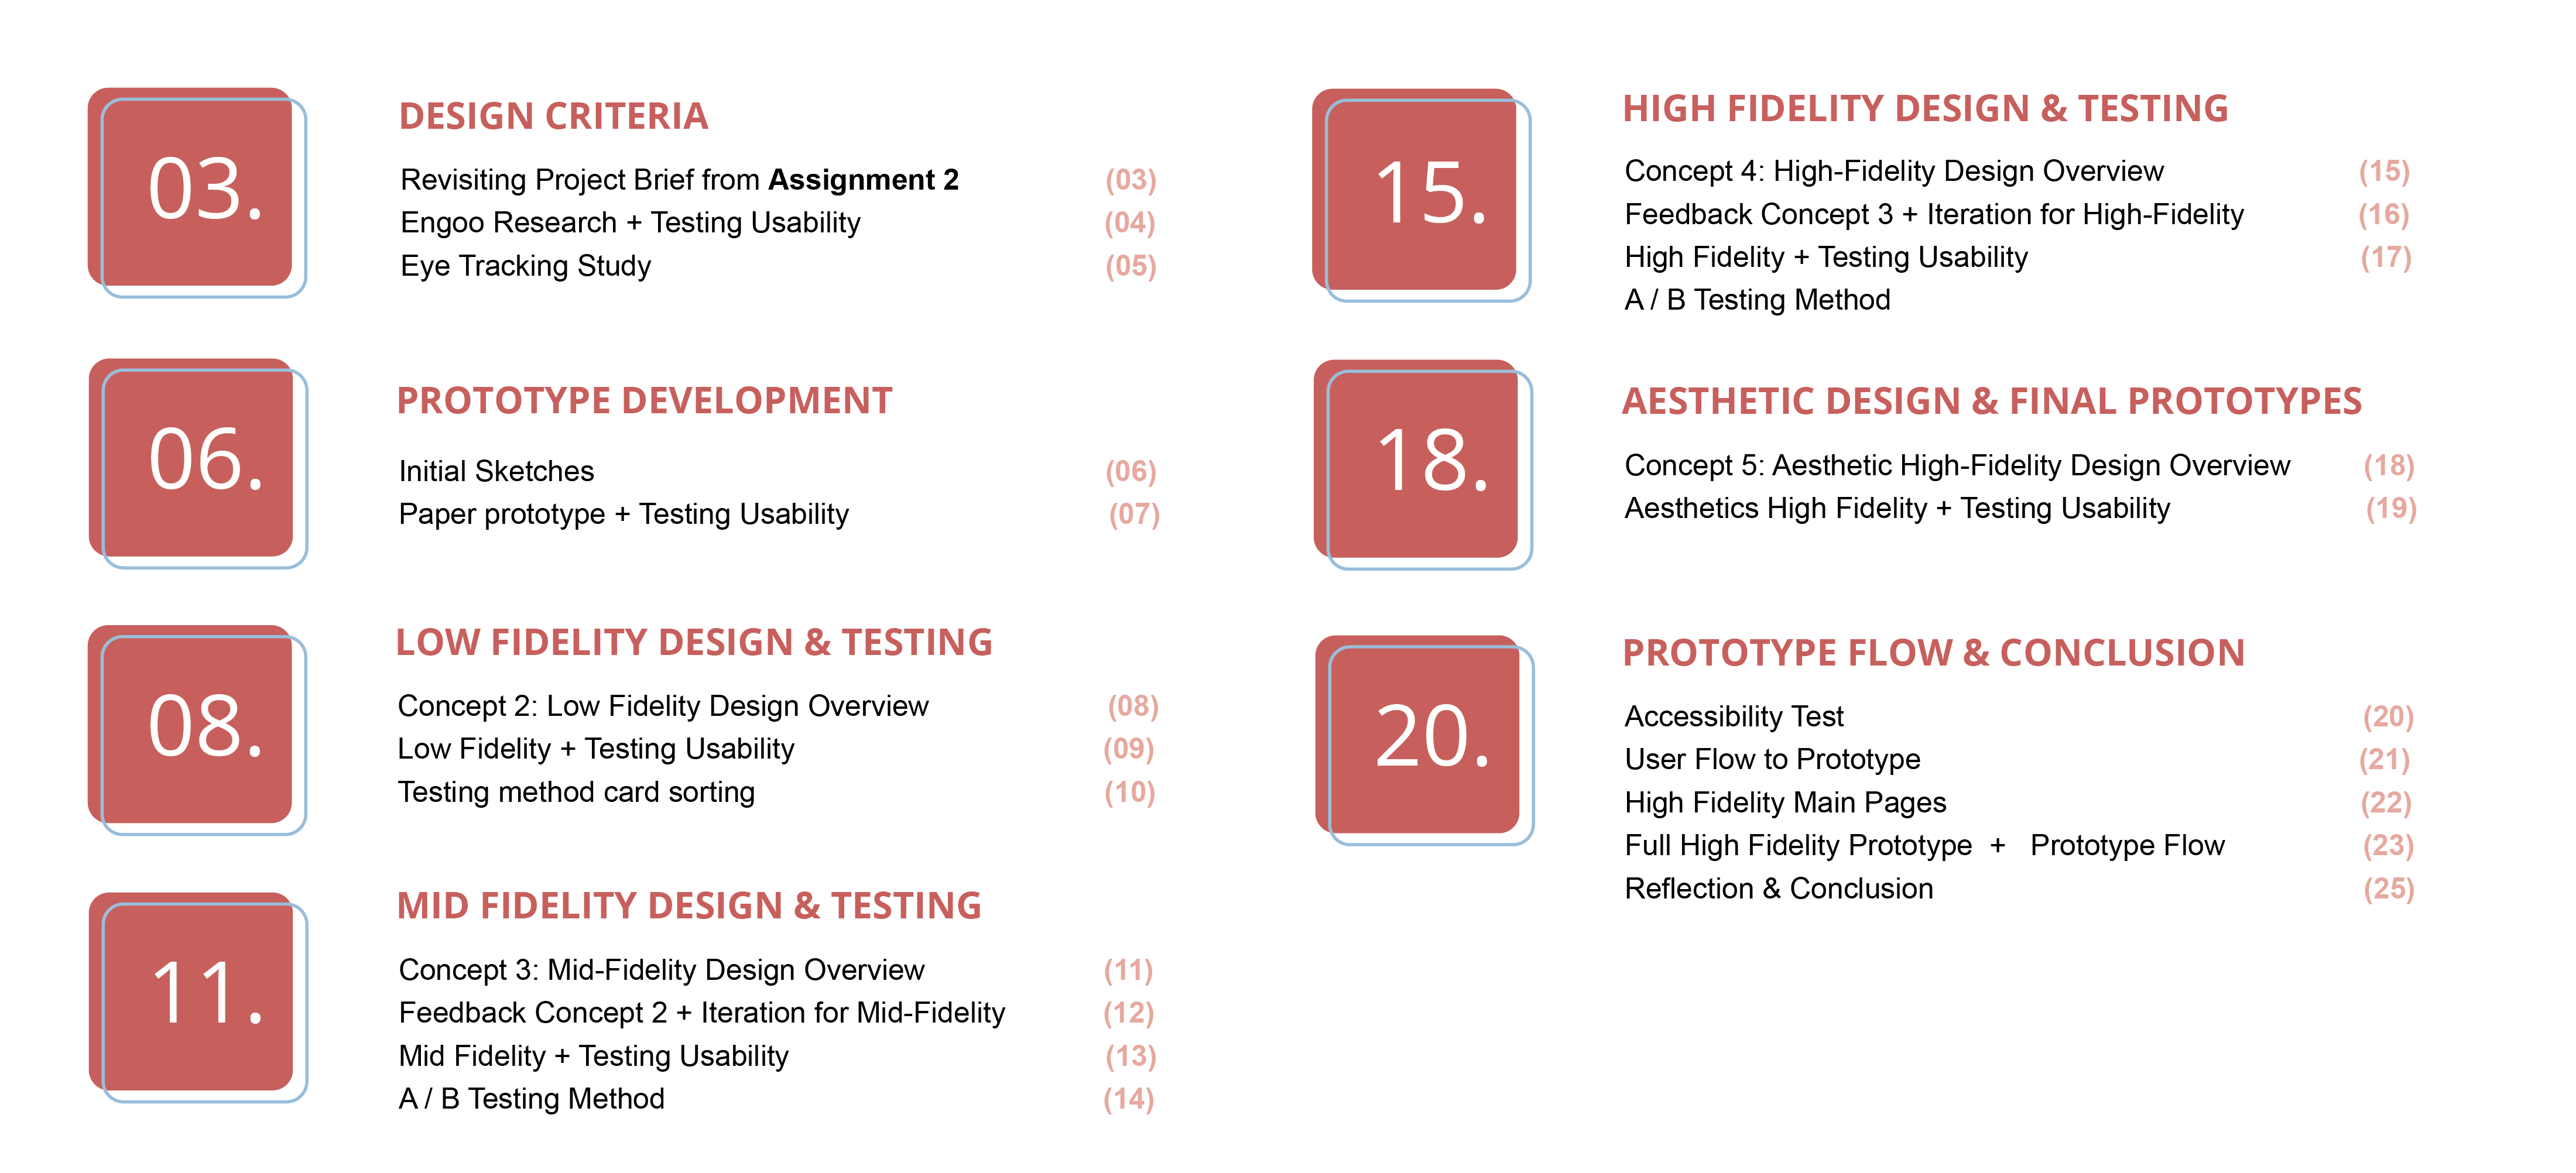 03.
DESIGN CRITERIA
Revisiting Project Brief from Assignment 2 (03)
Engoo Research + Testing Usability (04)
Eye Tracking Study (05)
06.
PROTOTYPE DEVELOPMENT
Initial Sketches (06)
Paper prototype + Testing Usability (07)
08.
LOW FIDELITY DESIGN & TESTING
Concept 2: Low Fidelity Design Overview (08)
Low Fidelity + Testing Usability (09)
Testing method card sorting (10)
11.
MID FIDELITY DESIGN & TESTING
Concept 3: Mid-Fidelity Design Overview (11)
Feedback Concept 2 + Iteration for Mid-Fidelity (12)
Mid Fidelity + Testing Usability (13)
A / B Testing Method (14)
15.
HIGH FIDELITY DESIGN & TESTING
Concept 4: High-Fidelity Design Overview (15)
Feedback Concept 3 + Iteration for High-Fidelity (16)
High Fidelity + Testing Usability (17)
A / B Testing Method
18.
AESTHETIC DESIGN & FINAL PROTOTYPES
Concept 5: Aesthetic High-Fidelity Design Overview (18)
Aesthetics High Fidelity + Testing Usability (19)
20.
PROTOTYPE FLOW & CONCLUSION
Accessibility Test (20)
User Flow to Prototype (21)
High Fidelity Main Pages (22)
Full High Fidelity Prototype + Prototype Flow (23)
Reflection & Conclusion (25)